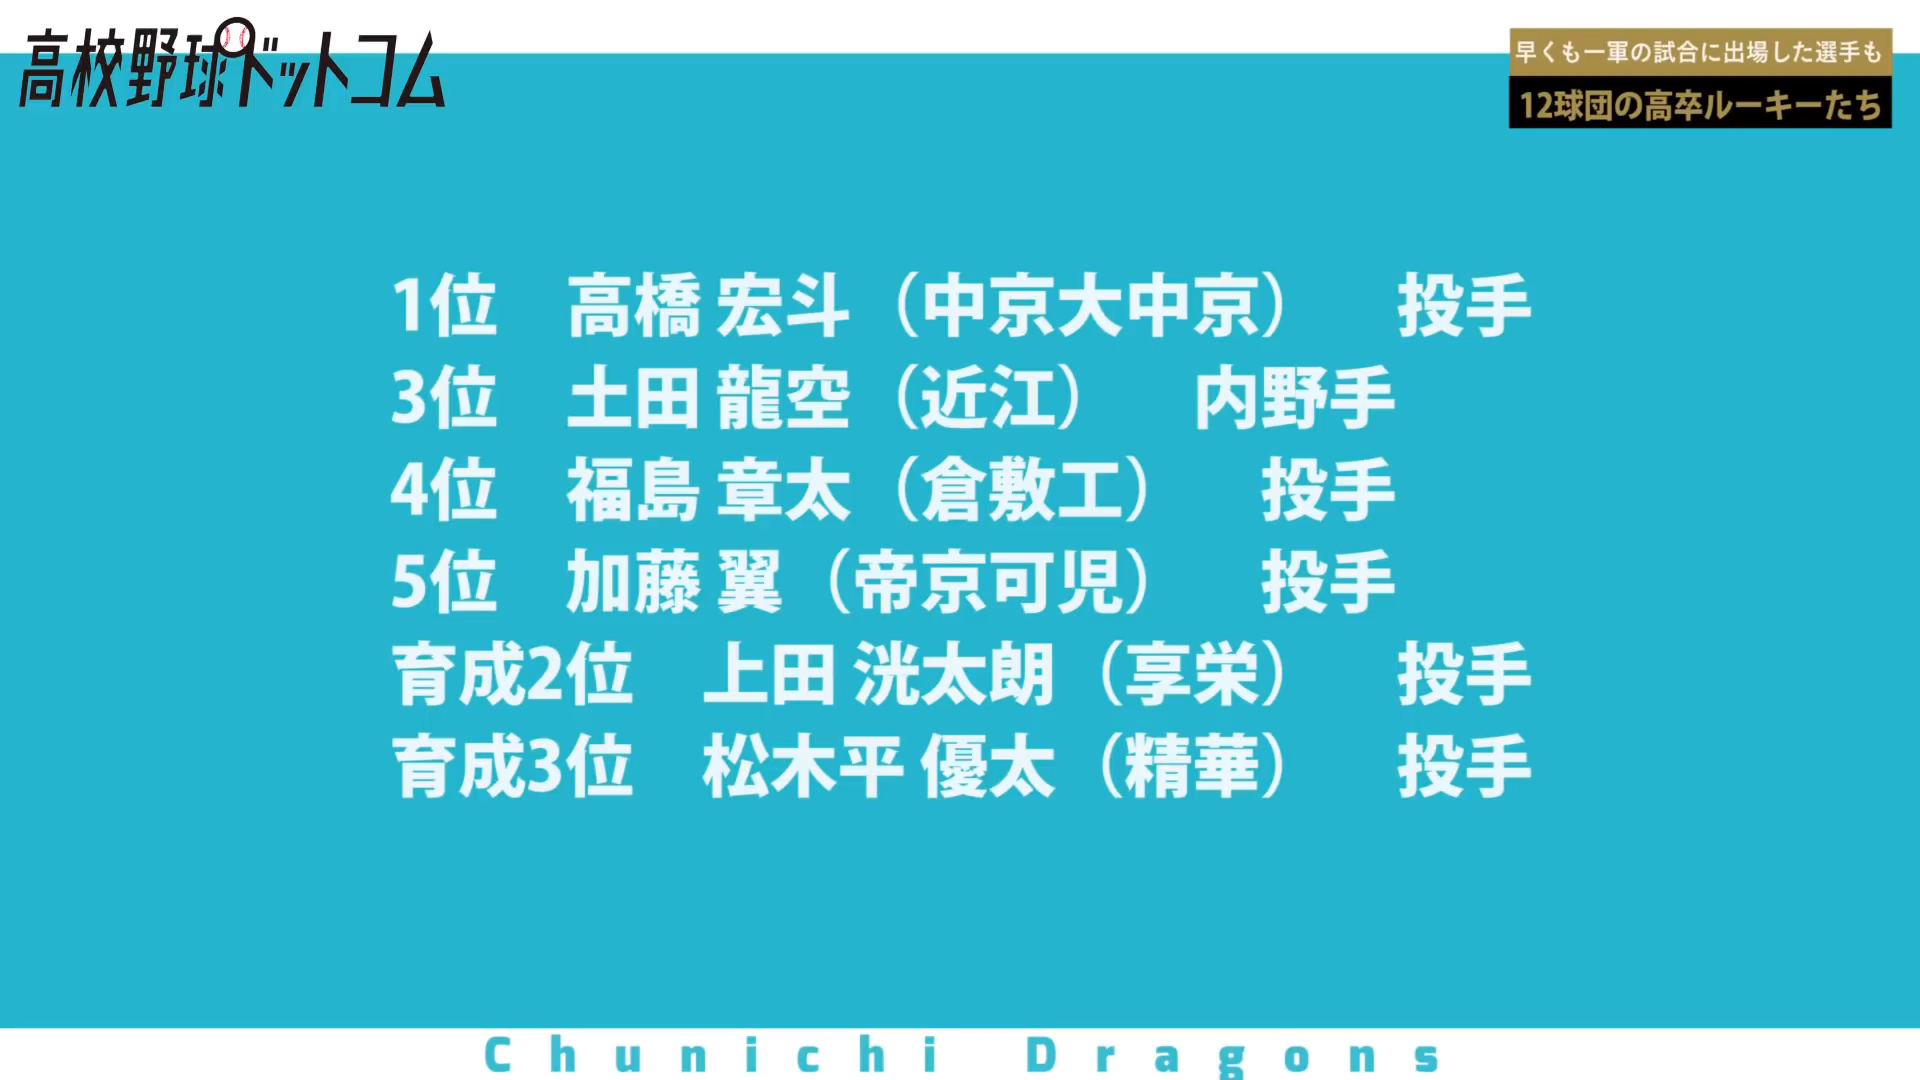 高校野球ドットコム
早くも一軍の試合に出場した選手も
12球団の高卒ルーキーたち
1位　高橋 宏斗（中京大中京）　投手
3位　土田 龍空（近江）　内野手
4位　福島 章太（倉敷工）　投手
5位　加藤 翼（帝京可児）　投手
育成2位　上田 洸太朗（享栄）　投手
育成3位　松木平 優太（精華）　投手
Chunichi Dragons